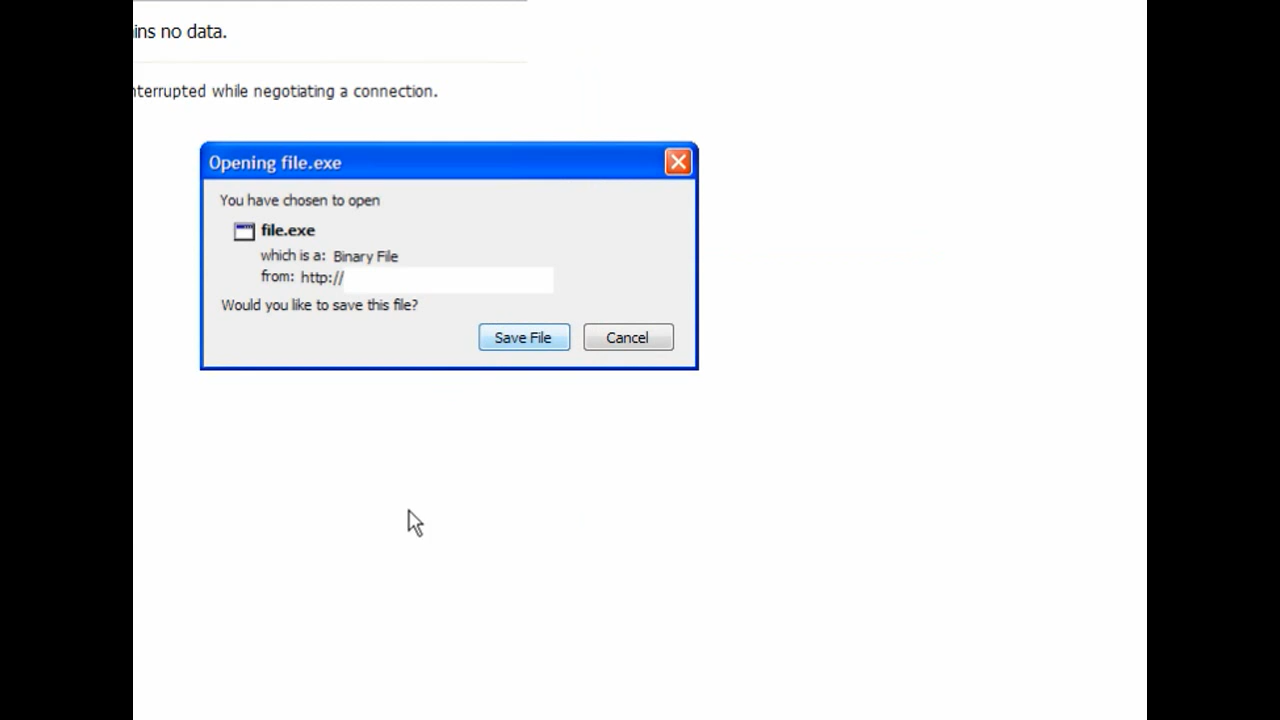 ins no data.
nterrupted while negotiating a connection.
Opening file.exe
You have chosen to open
file.exe
which is a: Binary File
from: http://
Would you like to save this file?
Save File Cancel